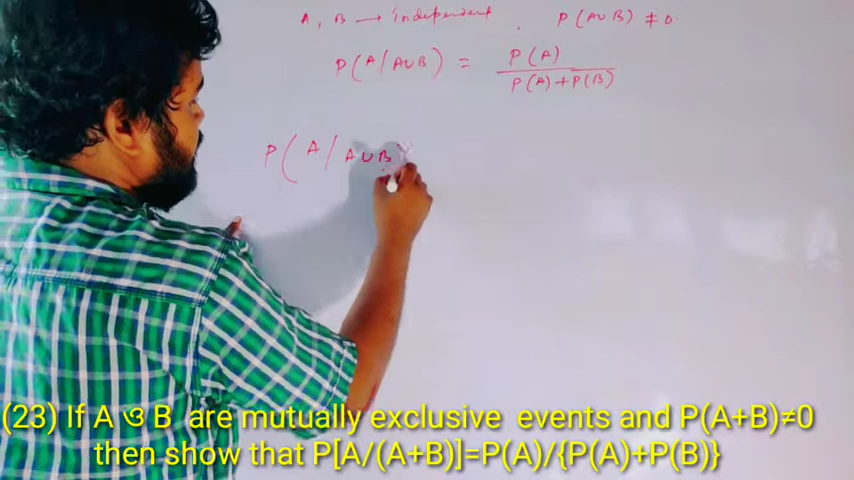 A, B → independent , P(A∪B) ≠ 0.
P(A/A∪B) = P(A) / P(A)+P(B)
P(A/A∪B)
(23) If A ও B are mutually exclusive events and P(A+B)≠0
then show that P[A/(A+B)]=P(A)/{P(A)+P(B)}